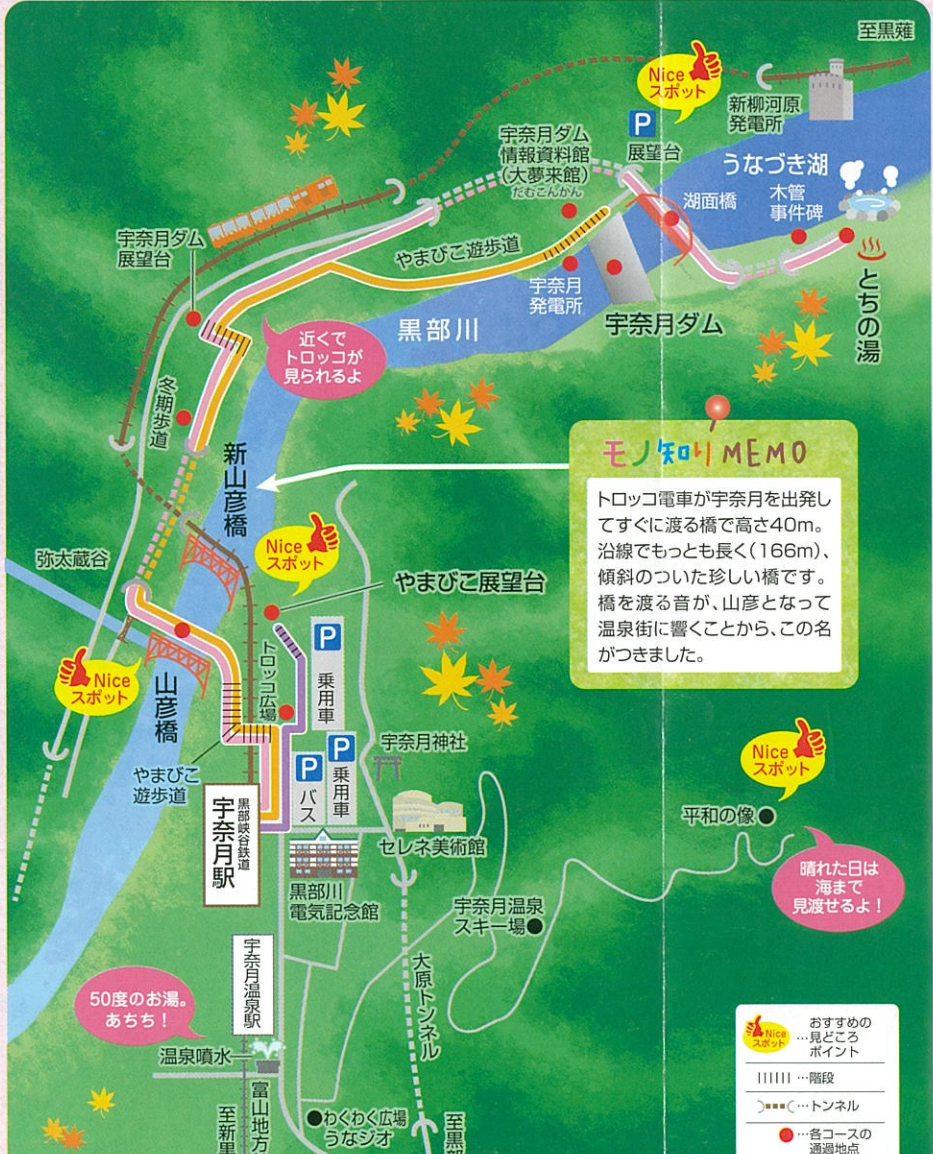 至黒薙
Nice
スポット
新柳河原
発電所
P
展望台
宇奈月ダム
情報資料館
(大夢来館)
だむこんかん
うなづき湖
木管
事件碑
湖面橋
とちの湯
宇奈月ダム
展望台
やまびこ遊歩道
宇奈月
発電所
宇奈月ダム
黒部川
近くで
トロッコが
見られるよ
冬期歩道
新山彦橋
モノ知りMEMO
トロッコ電車が宇奈月を出発し
てすぐに渡る橋で高さ40m。
沿線でもっとも長く(166m)、
傾斜のついた珍しい橋です。
橋を渡る音が、山彦となって
温泉街に響くことから、この名
がつきました。
Nice
スポット
弥太蔵谷
やまびこ展望台
トロッコ広場
P
乗用車
Nice
スポット
山彦橋
やまびこ
遊歩道
P
バス
P
乗用車
宇奈月神社
黒部峡谷鉄道
宇奈月駅
セレネ美術館
黒部川
電気記念館
Nice
スポット
平和の像
晴れた日は
海まで
見渡せるよ!
宇奈月温泉
スキー場
大原トンネル
宇奈月温泉駅
50度のお湯。
あちち!
温泉噴水
富山地方
至新黒
わくわく広場
うなジオ
至黒部
Nice
スポット
…おすすめの
見どころ
ポイント
…階段
…トンネル
…各コースの
通過地点